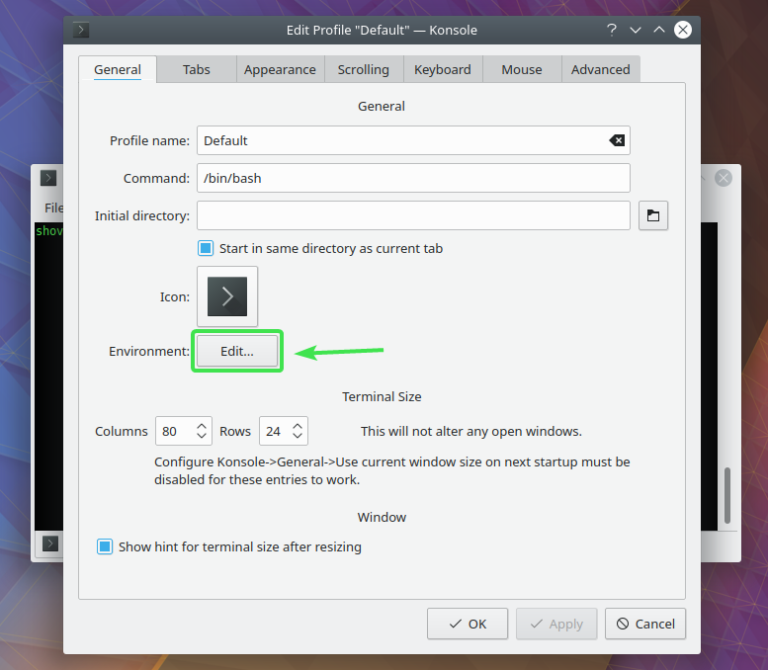 Edit Profile "Default" — Konsole
General Tabs Appearance Scrolling Keyboard Mouse Advanced
General
Profile name: Default
Command: /bin/bash
Initial directory:
Start in same directory as current tab
Icon:
Environment: Edit...
Terminal Size
Columns 80 Rows 24 This will not alter any open windows.
Configure Konsole->General->Use current window size on next startup must be
disabled for these entries to work.
Window
Show hint for terminal size after resizing
OK Apply Cancel
File
shov